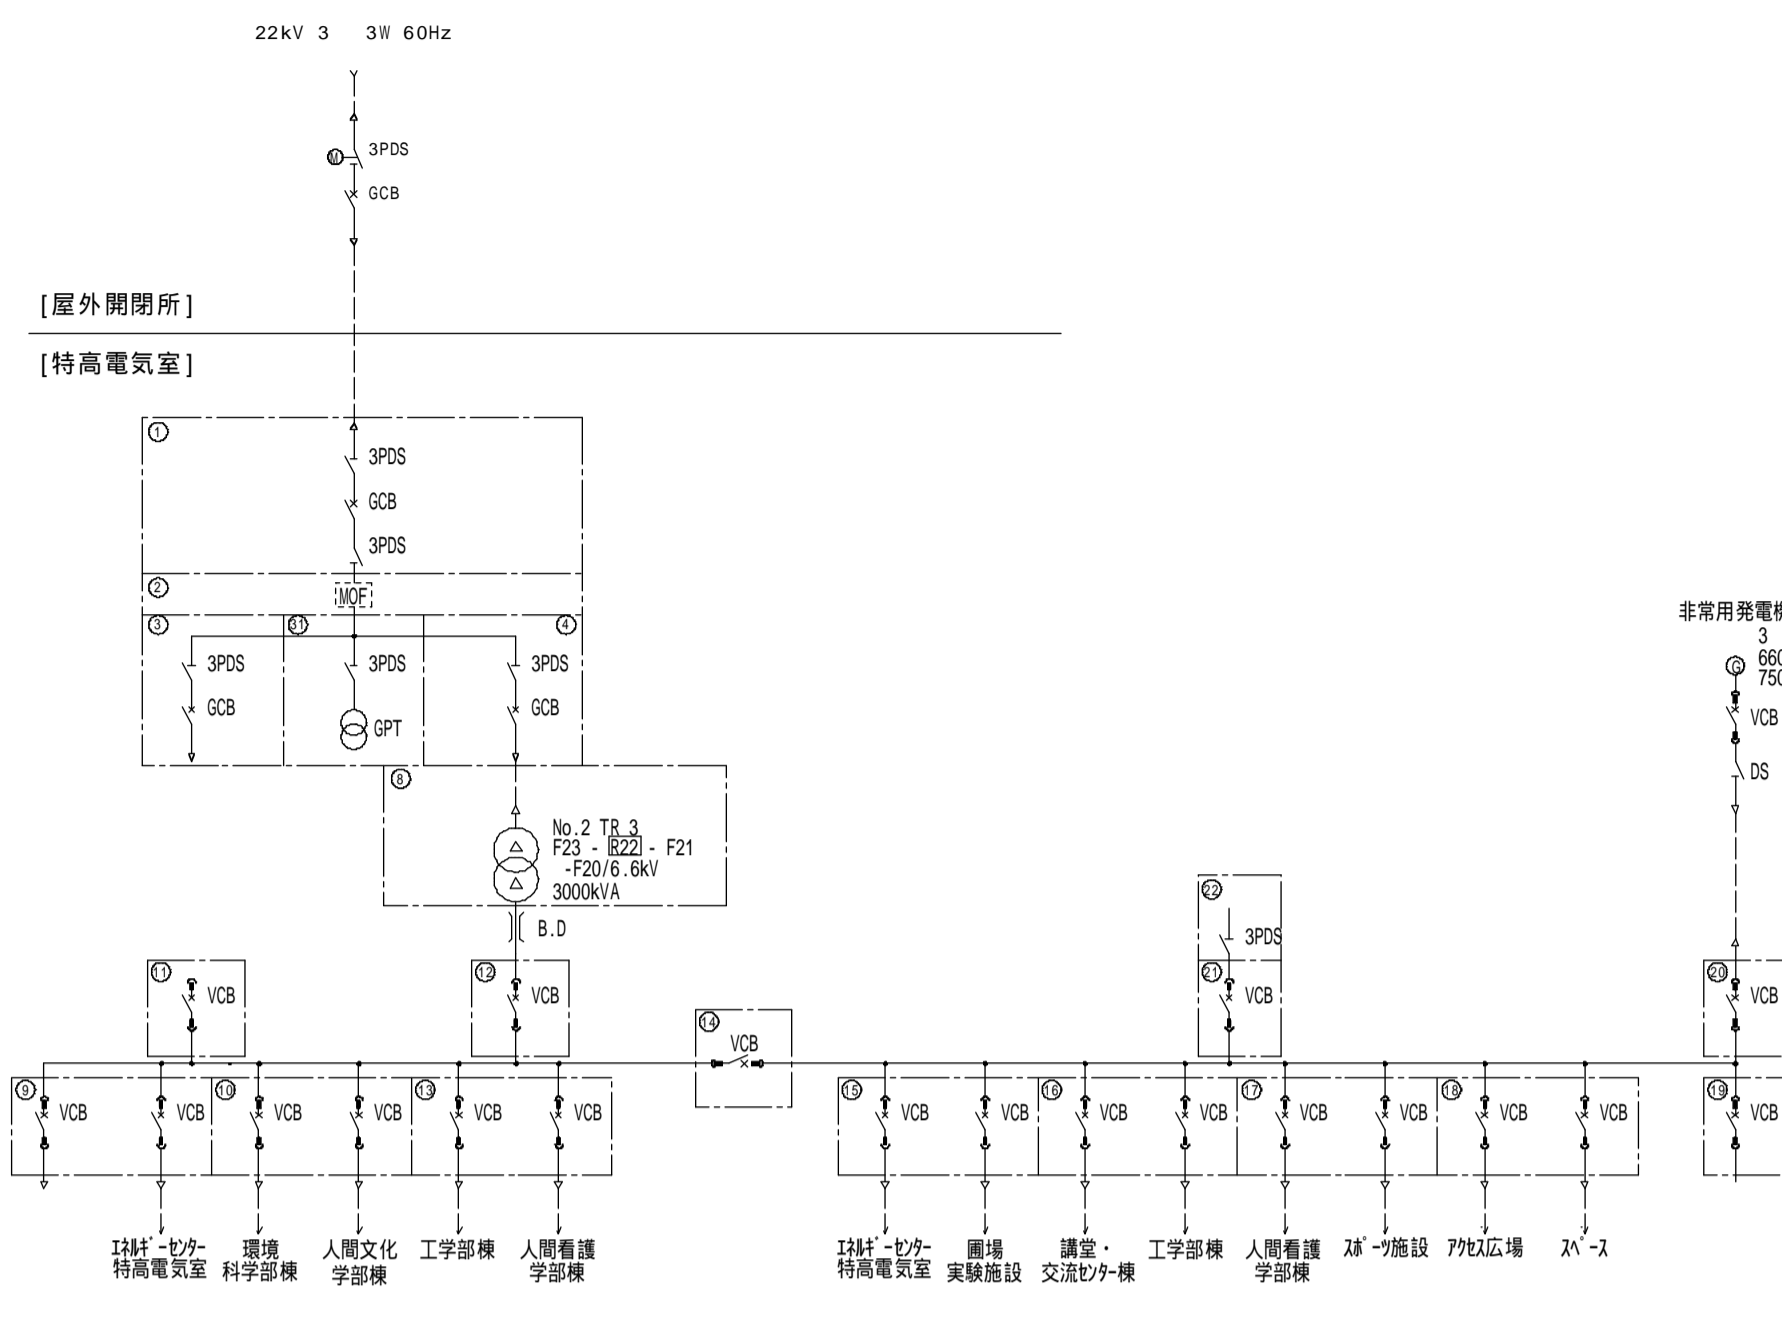 22kV 3 3W 60Hz
3PDS
M
GCB
[屋外開閉所]
[特高電気室]
1
3PDS
GCB
3PDS
2
MOF
3
31
4
3PDS
3PDS
3PDS
GCB
GPT
GCB
非常用発電機
3
660
750
G
VCB
DS
8
No.2 TR 3
F23 - R22 - F21
-F20/6.6kV
3000kVA
B.D
22
3PDS
11
VCB
12
VCB
21
VCB
20
VCB
14
VCB
9
VCB
VCB
10
VCB
VCB
13
VCB
VCB
15
VCB
VCB
16
VCB
VCB
17
VCB
VCB
18
VCB
VCB
19
VCB
エネルギーセンター
特高電気室
環境
科学部棟
人間文化
学部棟
工学部棟
人間看護
学部棟
エネルギーセンター
特高電気室
圃場
実験施設
講堂・
交流センター棟
工学部棟
人間看護
学部棟
スポーツ施設
アクセス広場
スペース